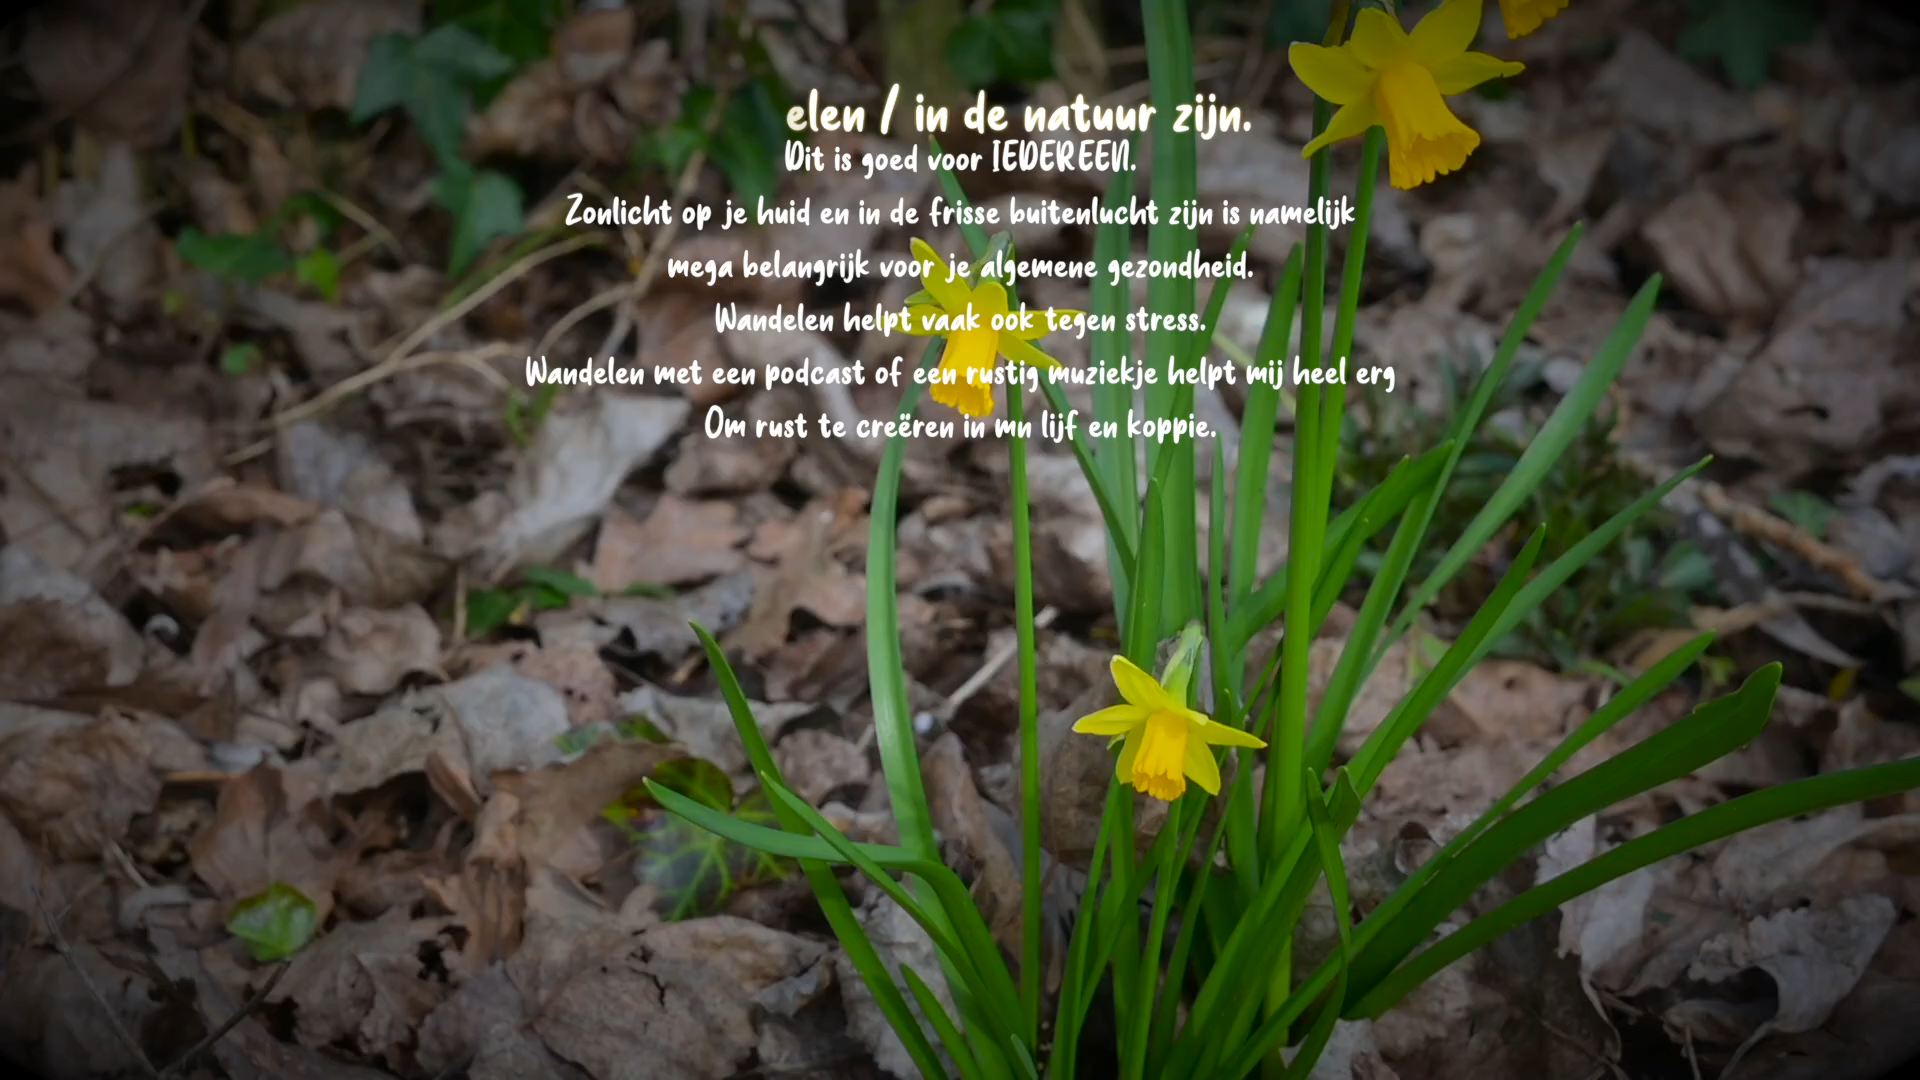 elen / in de natuur zijn.
Dit is goed voor IEDEREEN.
Zonlicht op je huid en in de frisse buitenlucht zijn is namelijk
mega belangrijk voor je algemene gezondheid.
Wandelen helpt vaak ook tegen stress.
Wandelen met een podcast of een rustig muziekje helpt mij heel erg
Om rust te creëren in mn lijf en koppie.